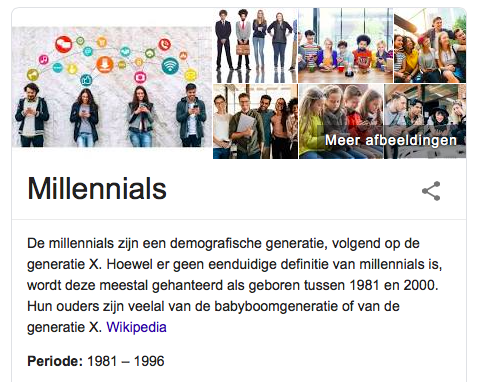 Meer afbeeldingen
Millennials
De millennials zijn een demografische generatie, volgend op de
generatie X. Hoewel er geen eenduidige definitie van millennials is,
wordt deze meestal gehanteerd als geboren tussen 1981 en 2000.
Hun ouders zijn veelal van de babyboomgeneratie of van de
generatie X. Wikipedia
Periode: 1981 – 1996